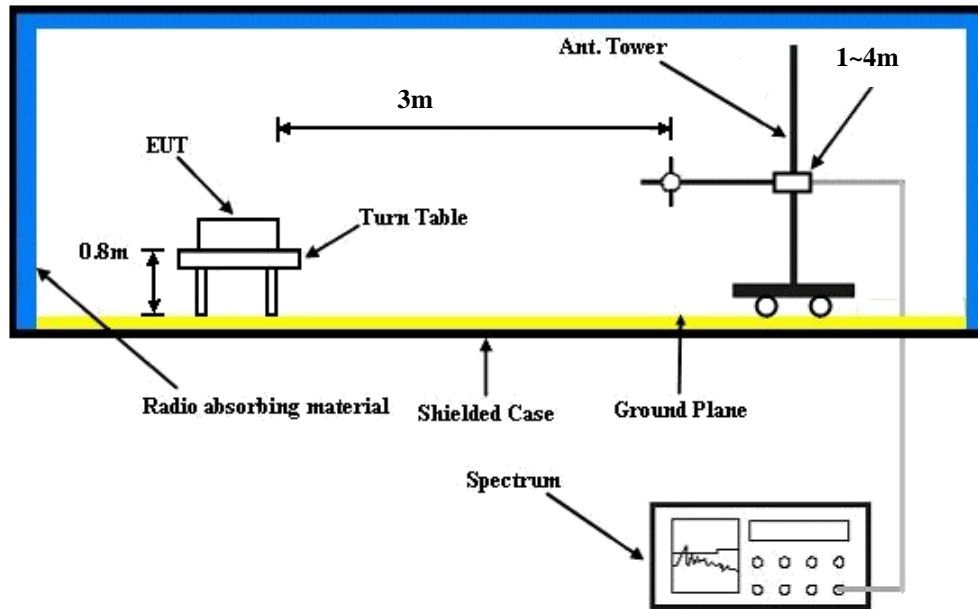 Ant. Tower
1~4m
3m
EUT
Turn Table
0.8m
Radio absorbing material
Shielded Case
Ground Plane
Spectrum